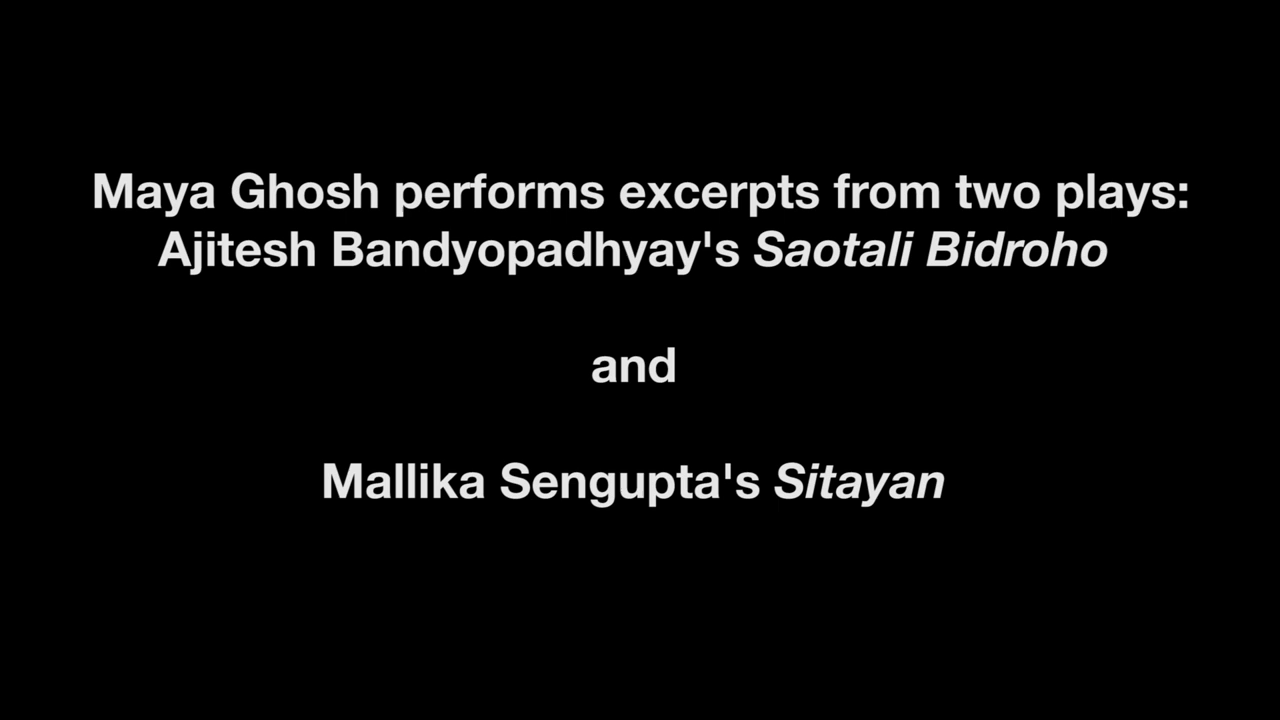 Maya Ghosh performs excerpts from two plays:
Ajitesh Bandyopadhyay's Saotali Bidroho
and
Mallika Sengupta's Sitayan